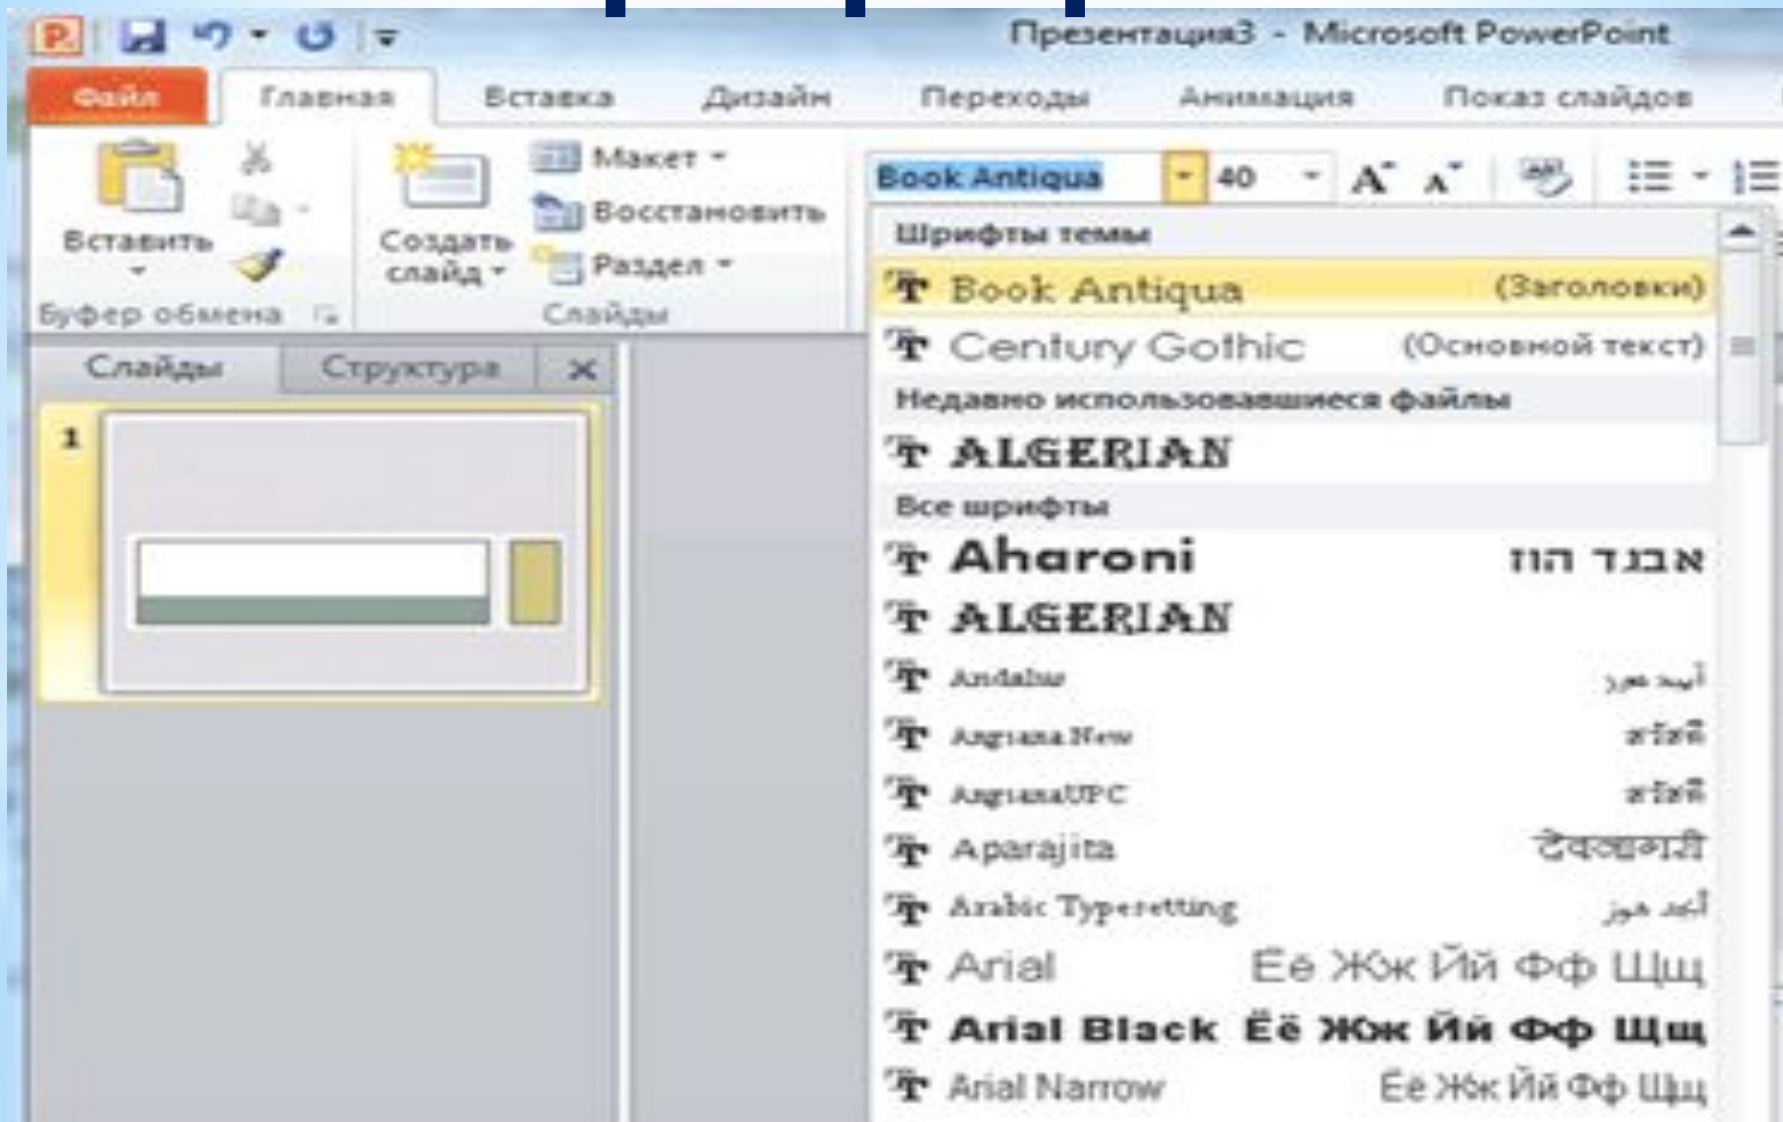 Презентация3 - Microsoft PowerPoint
Файл Главная Вставка Дизайн Переходы Анимация Показ слайдов
Вставить
Буфер обмена
Создать слайд
Макет
Восстановить
Раздел
Слайды
Book Antiqua 40
Слайды Структура
1
Шрифты темы
Book Antiqua (Заголовки)
Century Gothic (Основной текст)
Недавно использовавшиеся файлы
ALGERIAN
Все шрифты
Aharoni אבגד הוז
ALGERIAN
Andalus
Angsana New
AngsanaUPC
Aparajita देवनागरी
Arabic Typesetting أبجد هوز
Arial Ёё Жж Йй Фф Щщ
Arial Black Ёё Жж Йй Фф Щщ
Arial Narrow Ёё Жж Йй Фф Щщ